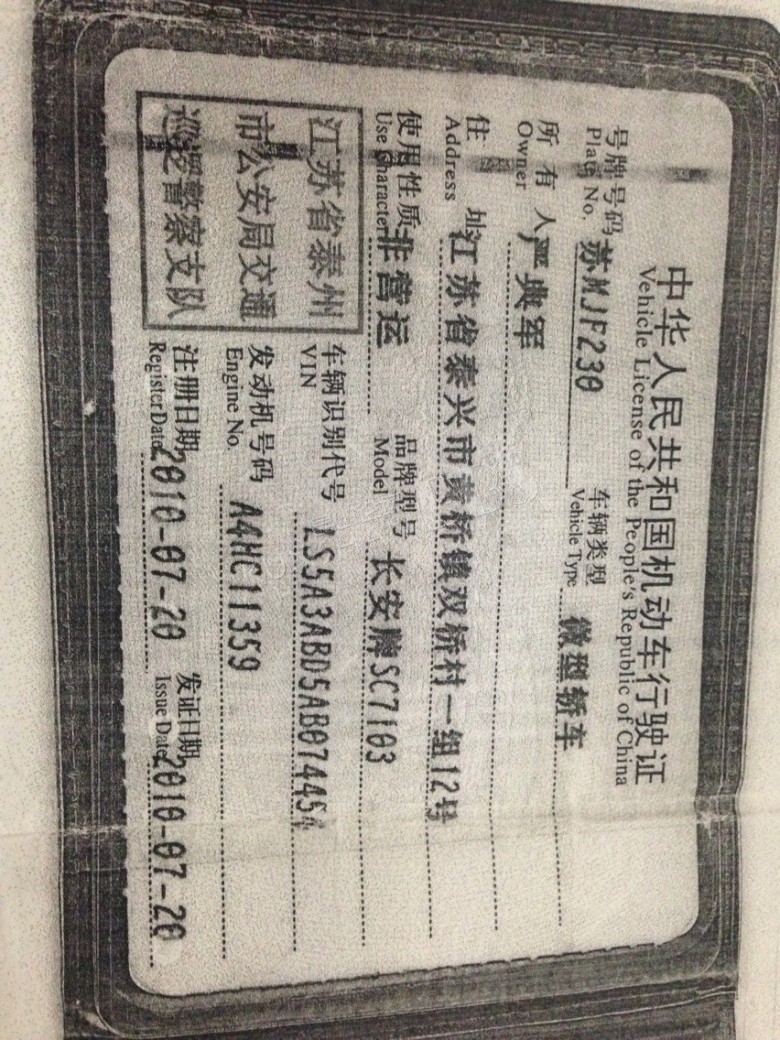 中华人民共和国机动车行驶证
Vehicle License of the People's Republic of China
号牌号码 苏MJF230 车辆类型 微型轿车
Plate No. Vehicle Type
所有人 严典军
Owner
住址 江苏省泰兴市黄桥镇双桥村一组12号
Address
使用性质 非营运 品牌型号 长安牌SC7103
Use Character Model
江苏省泰州
市公安局交通
巡逻警察支队
车辆识别代号 LS5A3ABD5AB074454
VIN
发动机号码 A4HC11359
Engine No.
注册日期 2010-07-20 发证日期 2010-07-20
Register Date Issue Date